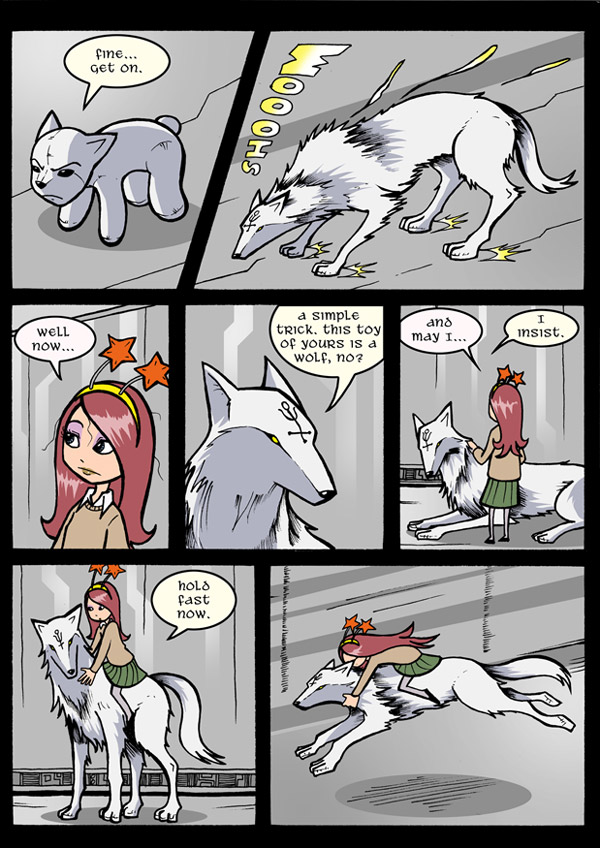 fine...
get on.
WOOOHS
well
now...
a simple
trick. this toy
of yours is a
wolf, no?
and
may I...
I
insist.
hold
fast
now.